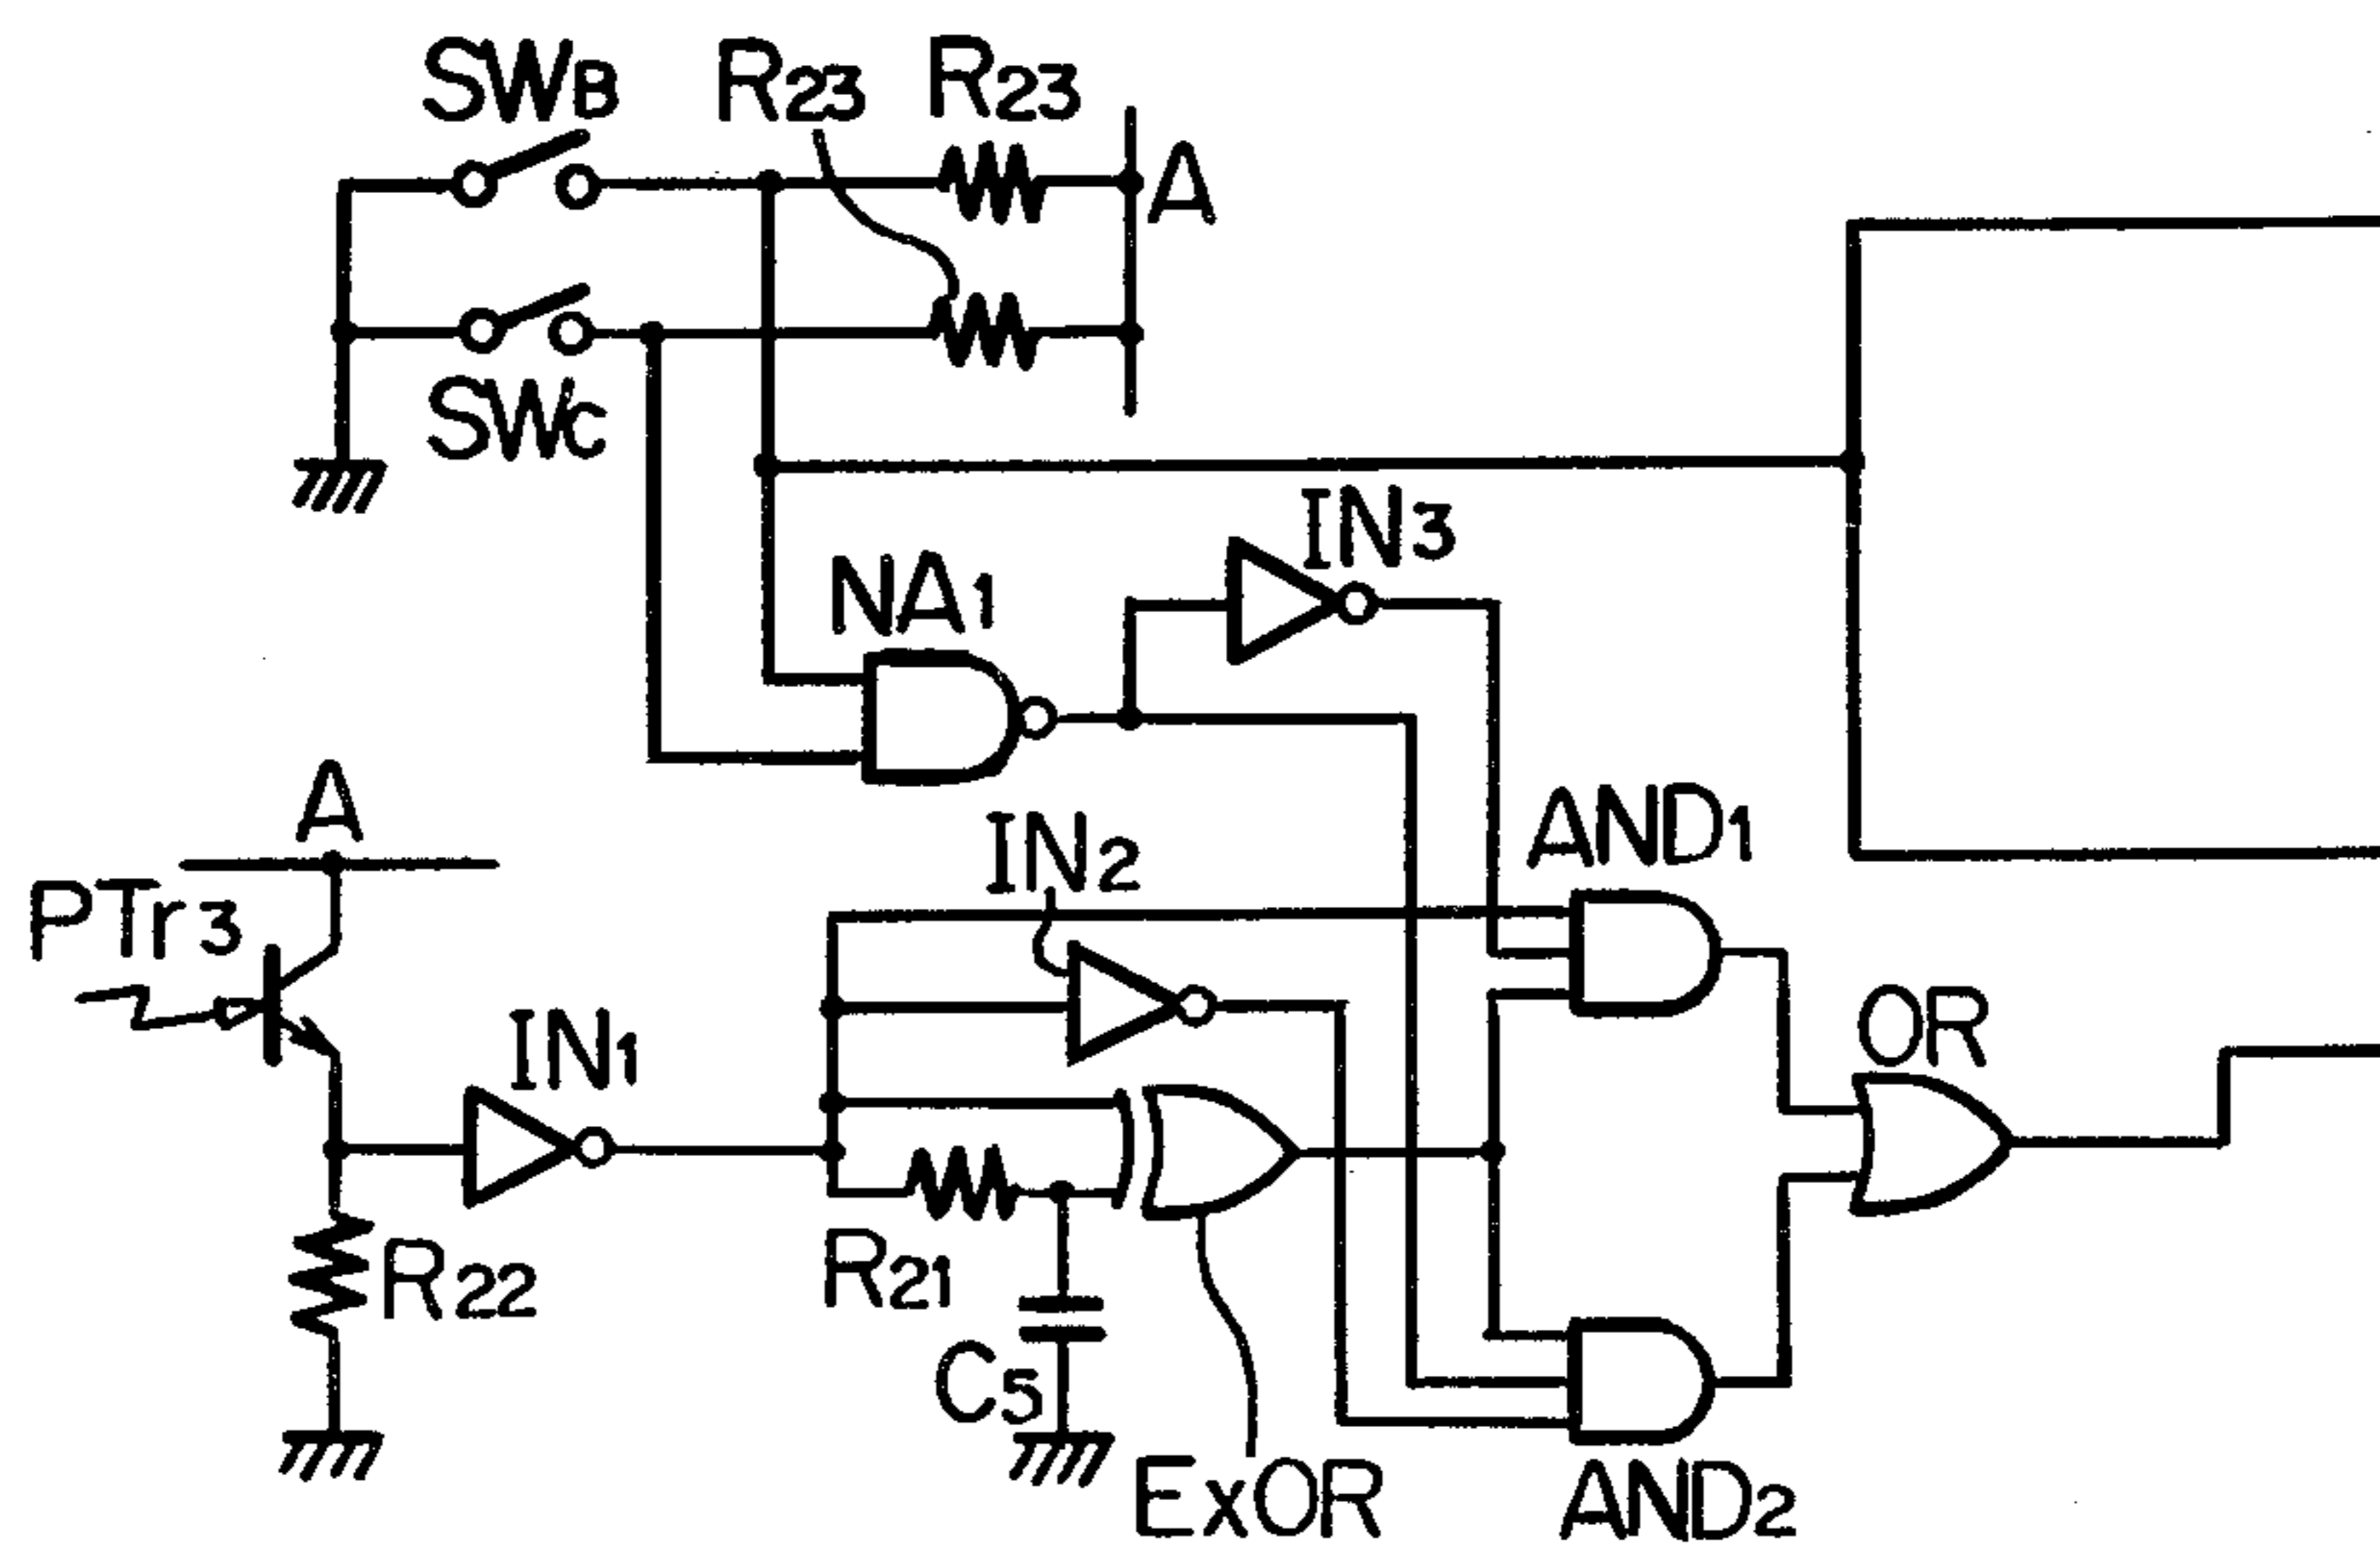 SWB
R23
R23
A
SWC
IN3
NA1
A
IN2
AND1
PTr3
IN1
OR
R22
R21
C5
ExOR
AND2